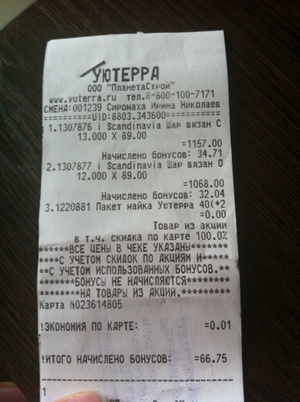 УЮТЕРРА
ООО "ПланетаСтрой"
www.yuterra.ru тел.8-800-100-7171
СМЕНА:001239 Сиронаха Ирина Николаев
==========UID:8803.343600==========
1.1307876 i Scandinavia Шар вязан С
13.000 X 89.00
=1157.00
Начислено бонусов: 34.71
2.1307877 i Scandinavia Шар вязан О
12.000 X 89.00
=1068.00
Начислено бонусов: 32.04
3.1220881 Пакет майка Уютерра 40(+2
=0.00
Товар из акции
в т.ч. скидка по карте 100.0%
******ВСЕ ЦЕНЫ В ЧЕКЕ УКАЗАНЫ******
****С УЧЕТОМ СКИДОК ПО АКЦИЯМ И****
**С УЧЕТОМ ИСПОЛЬЗОВАННЫХ БОНУСОВ.**
*******БОНУСЫ НЕ НАЧИСЛЯЮТСЯ*******
********НА ТОВАРЫ ИЗ АКЦИИ.********
Карта №023614805
!ЭКОНОМИЯ ПО КАРТЕ: =0.01
!ИТОГО НАЧИСЛЕНО БОНУСОВ: =66.75
1